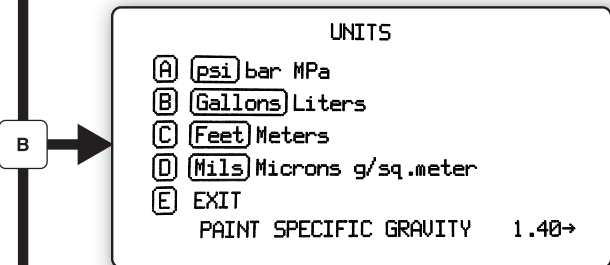 UNITS
A psi bar MPa
B Gallons Liters
C Feet Meters
D Mils Microns g/sq.meter
E EXIT
PAINT SPECIFIC GRAVITY 1.40→
B